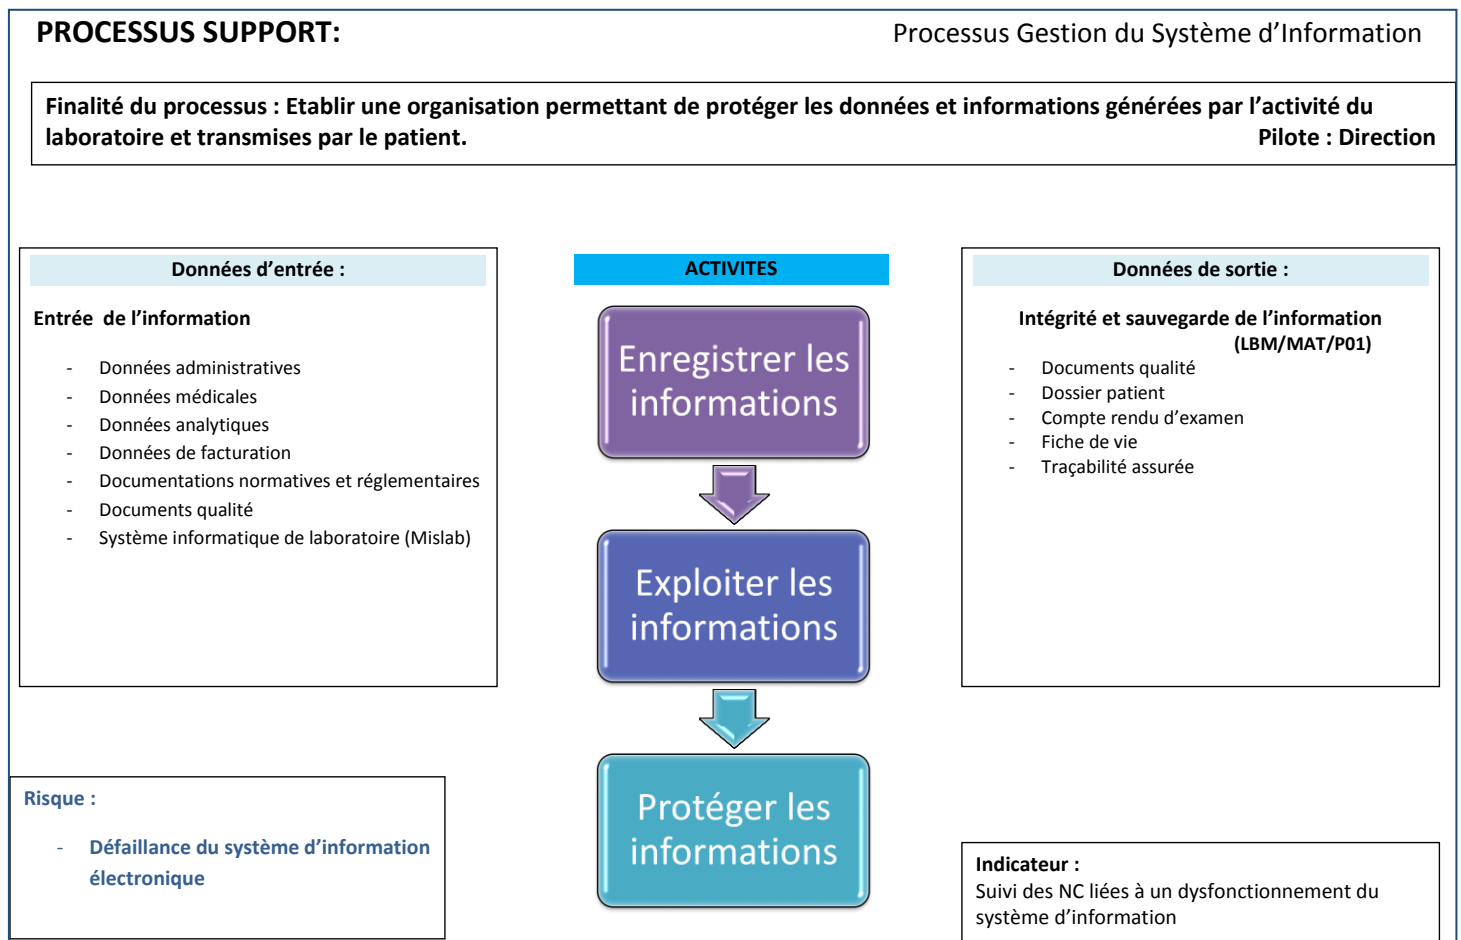 PROCESSUS SUPPORT:
Processus Gestion du Système d’Information
Finalité du processus : Etablir une organisation permettant de protéger les données et informations générées par l’activité du
laboratoire et transmises par le patient.
Pilote : Direction
Données d’entrée :
Entrée de l’information
- Données administratives
- Données médicales
- Données analytiques
- Données de facturation
- Documentations normatives et réglementaires
- Documents qualité
- Système informatique de laboratoire (Mislab)
ACTIVITES
Enregistrer les
informations
Exploiter les
informations
Protéger les
informations
Données de sortie :
Intégrité et sauvegarde de l’information
(LBM/MAT/P01)
- Documents qualité
- Dossier patient
- Compte rendu d’examen
- Fiche de vie
- Traçabilité assurée
Risque :
- Défaillance du système d’information
électronique
Indicateur :
Suivi des NC liées à un dysfonctionnement du
système d’information